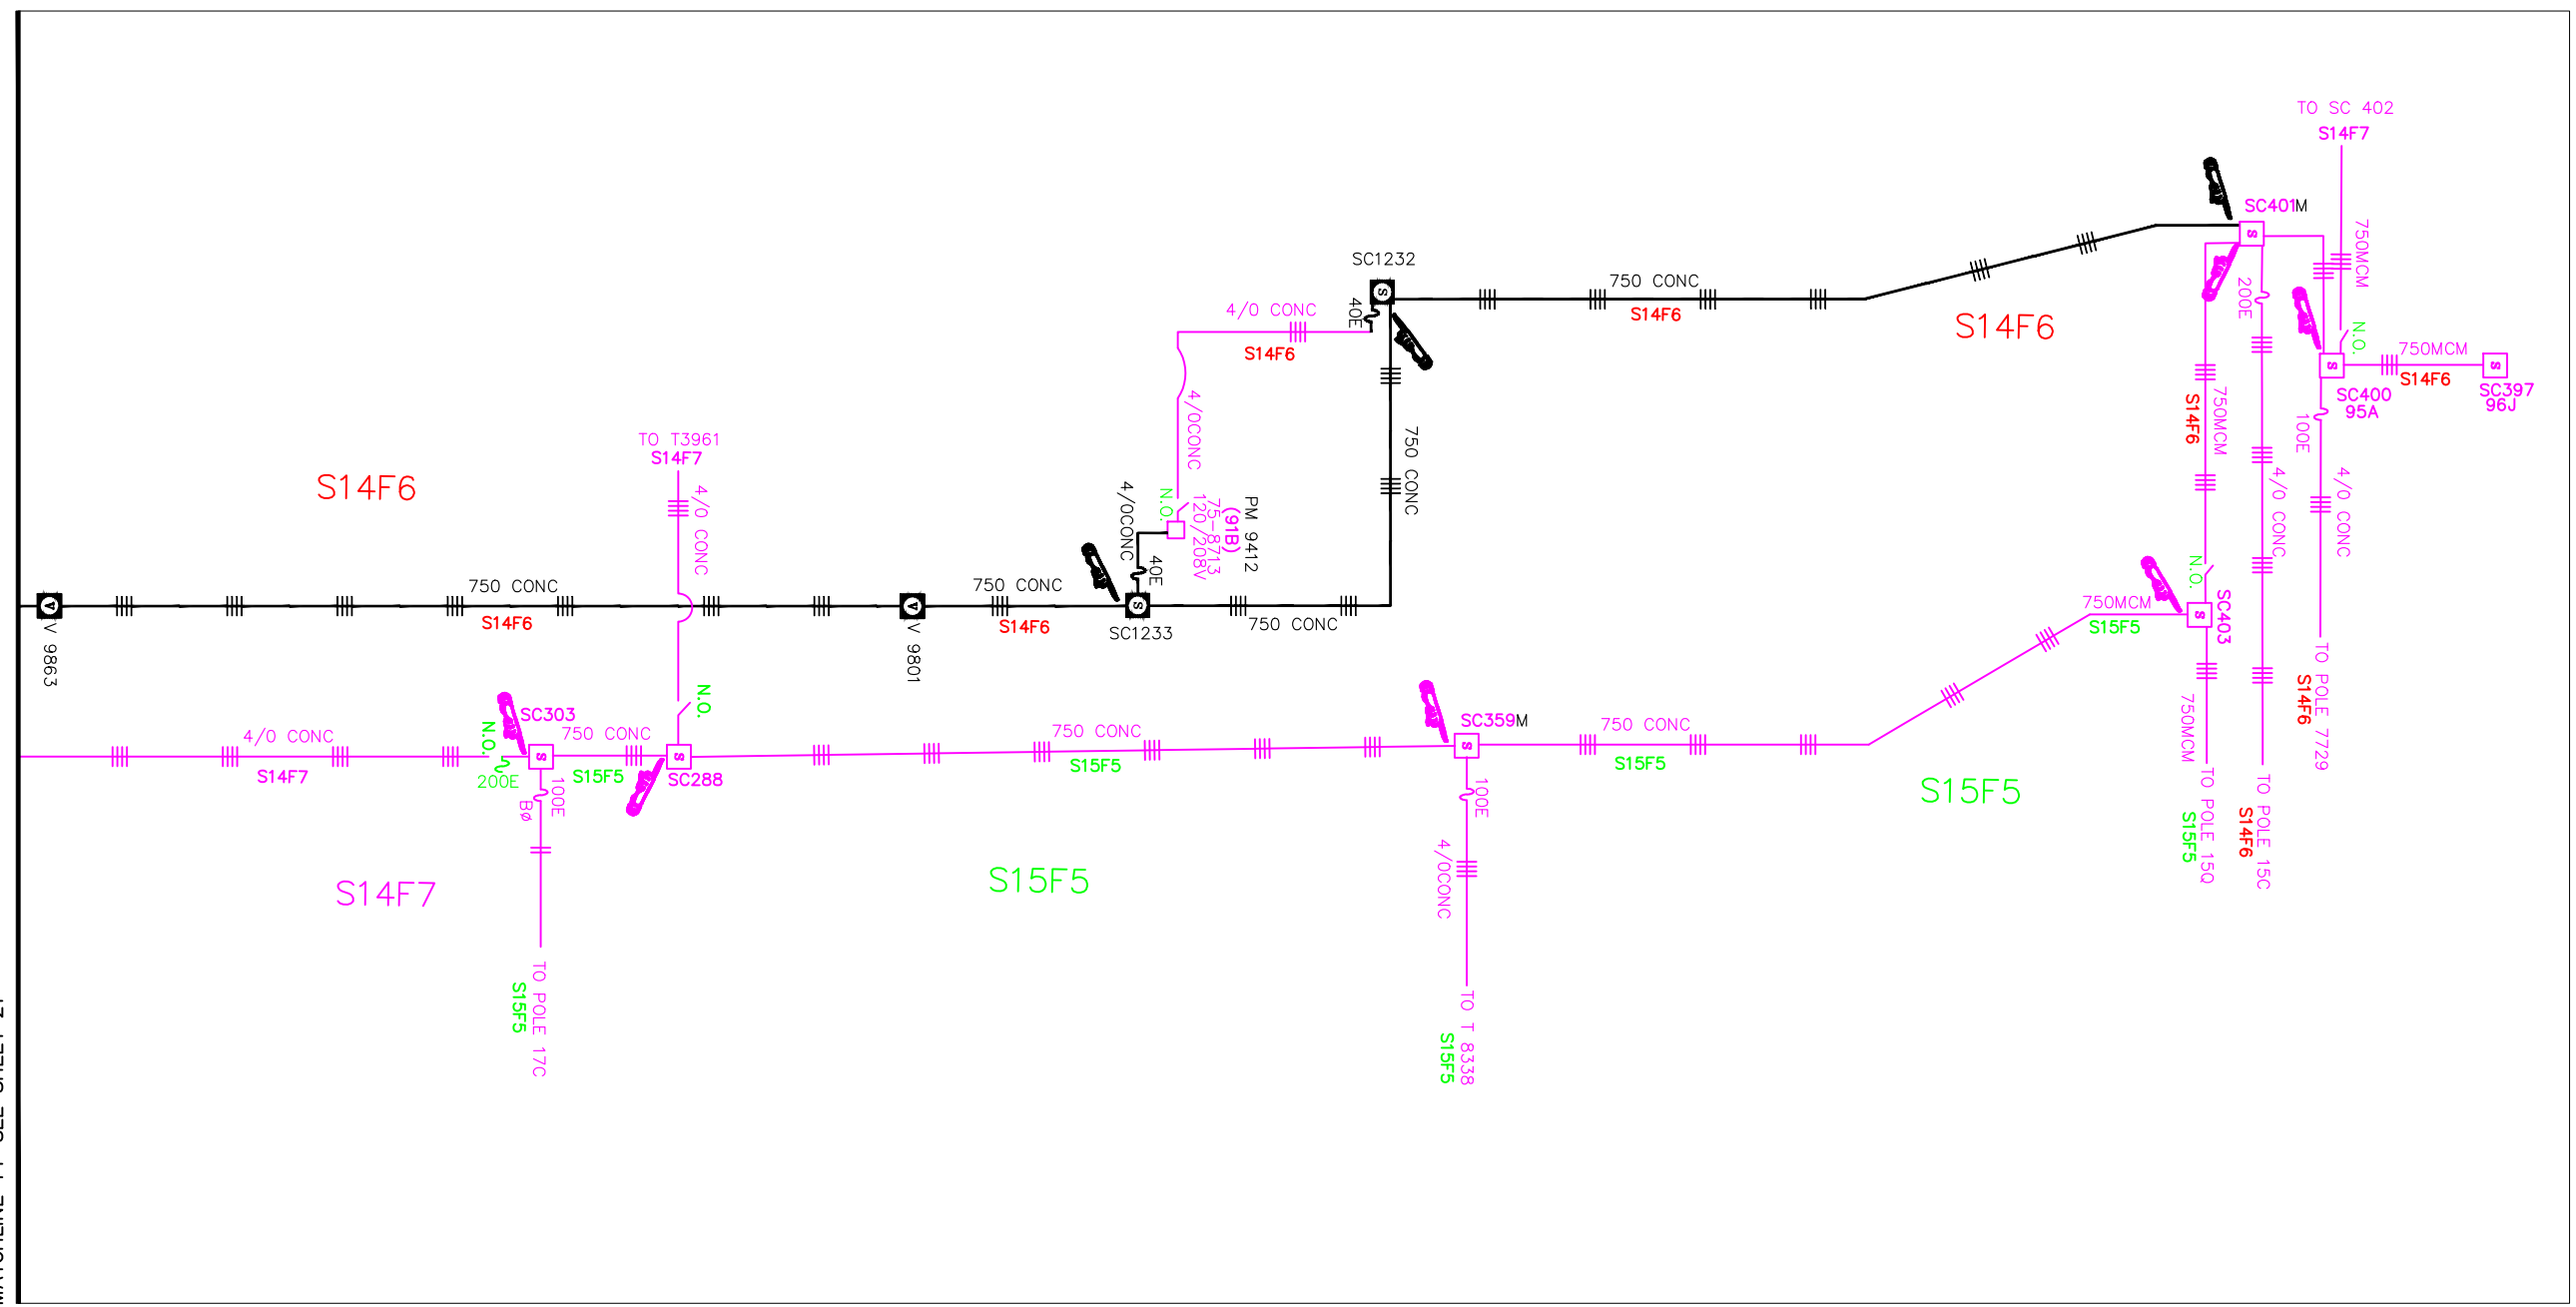 TO SC 402
S14F7
750MCM
SC401M
200E
N.O.
750MCM
S14F6
SC397
96J
SC400
95A
100E
4/0 CONC
TO POLE 7729
S14F6
4/0 CONC
TO POLE 15C
S14F6
750MCM
S14F6
N.O.
SC403
750MCM
S15F5
750MCM
TO POLE 15Q
S15F5
S14F6
SC1232
750 CONC
S14F6
40E
4/0 CONC
S14F6
4/0CONC
750 CONC
N.O.
PM 9412
(91B)
75-8713
120/208V
4/0CONC
40E
SC1233
750 CONC
750 CONC
S14F6
V 9801
S14F6
TO T3961
S14F7
4/0 CONC
750 CONC
S14F6
V 9863
N.O.
SC303
750 CONC
S15F5
SC288
N.O.
200E
4/0 CONC
S14F7
100E
BØ
TO POLE 17C
S15F5
S14F7
750 CONC
S15F5
S15F5
SC359M
750 CONC
S15F5
100E
4/0CONC
TO T 8338
S15F5
S15F5